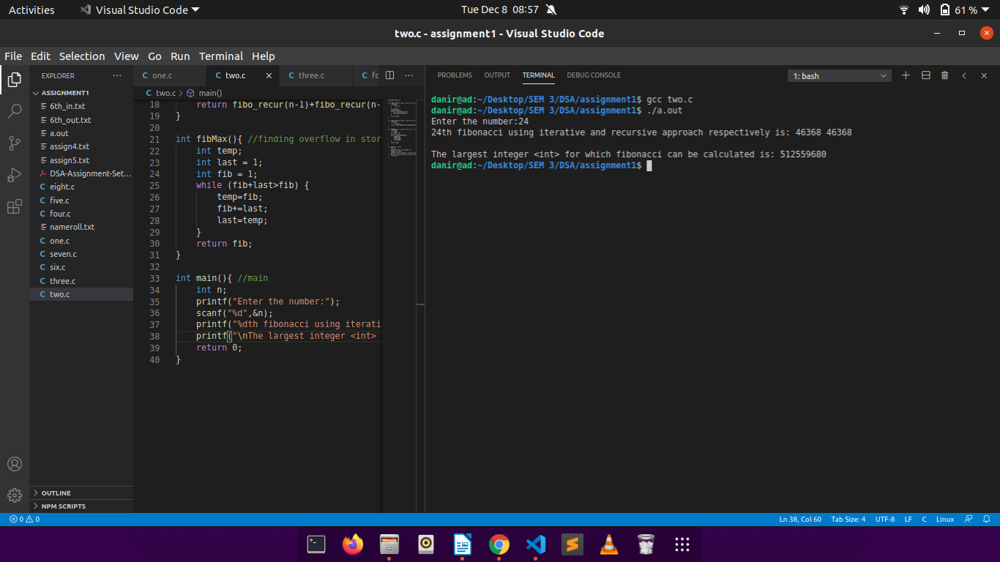 Activities Visual Studio Code Tue Dec 8 08:57 61 %
two.c - assignment1 - Visual Studio Code
File Edit Selection View Go Run Terminal Help
EXPLORER
ASSIGNMENT1
6th_in.txt
6th_out.txt
a.out
assign4.txt
assign5.txt
DSA-Assignment-Set...
C eight.c
C five.c
C four.c
nameroll.txt
C one.c
C seven.c
C six.c
C three.c
C two.c
OUTLINE
NPM SCRIPTS
C one.c C two.c C three.c C fo
C two.c > main()
18 return fibo_recur(n-1)+fibo_recur(n-
19 }
20
21 int fibMax(){ //finding overflow in stor
22 int temp;
23 int last = 1;
24 int fib = 1;
25 while (fib+last>fib) {
26 temp=fib;
27 fib+=last;
28 last=temp;
29 }
30 return fib;
31 }
32
33 int main(){ //main
34 int n;
35 printf("Enter the number:");
36 scanf("%d",&n);
37 printf("%dth fibonacci using iterati
38 printf("\nThe largest integer <int>
39 return 0;
40 }
PROBLEMS OUTPUT TERMINAL DEBUG CONSOLE 1: bash
danir@ad:~/Desktop/SEM 3/DSA/assignment1$ gcc two.c
danir@ad:~/Desktop/SEM 3/DSA/assignment1$ ./a.out
Enter the number:24
24th fibonacci using iterative and recursive approach respectively is: 46368 46368
The largest integer <int> for which fibonacci can be calculated is: 512559680
danir@ad:~/Desktop/SEM 3/DSA/assignment1$
0 0 Ln 38, Col 60 Tab Size: 4 UTF-8 LF C Linux